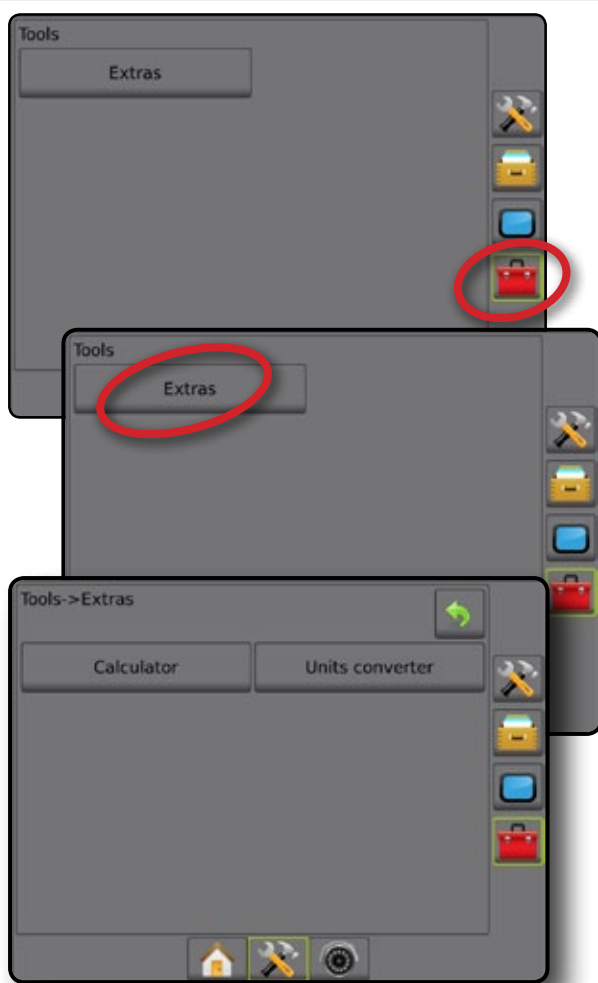 Tools
Extras
Tools
Extras
Tools->Extras
Calculator Units converter